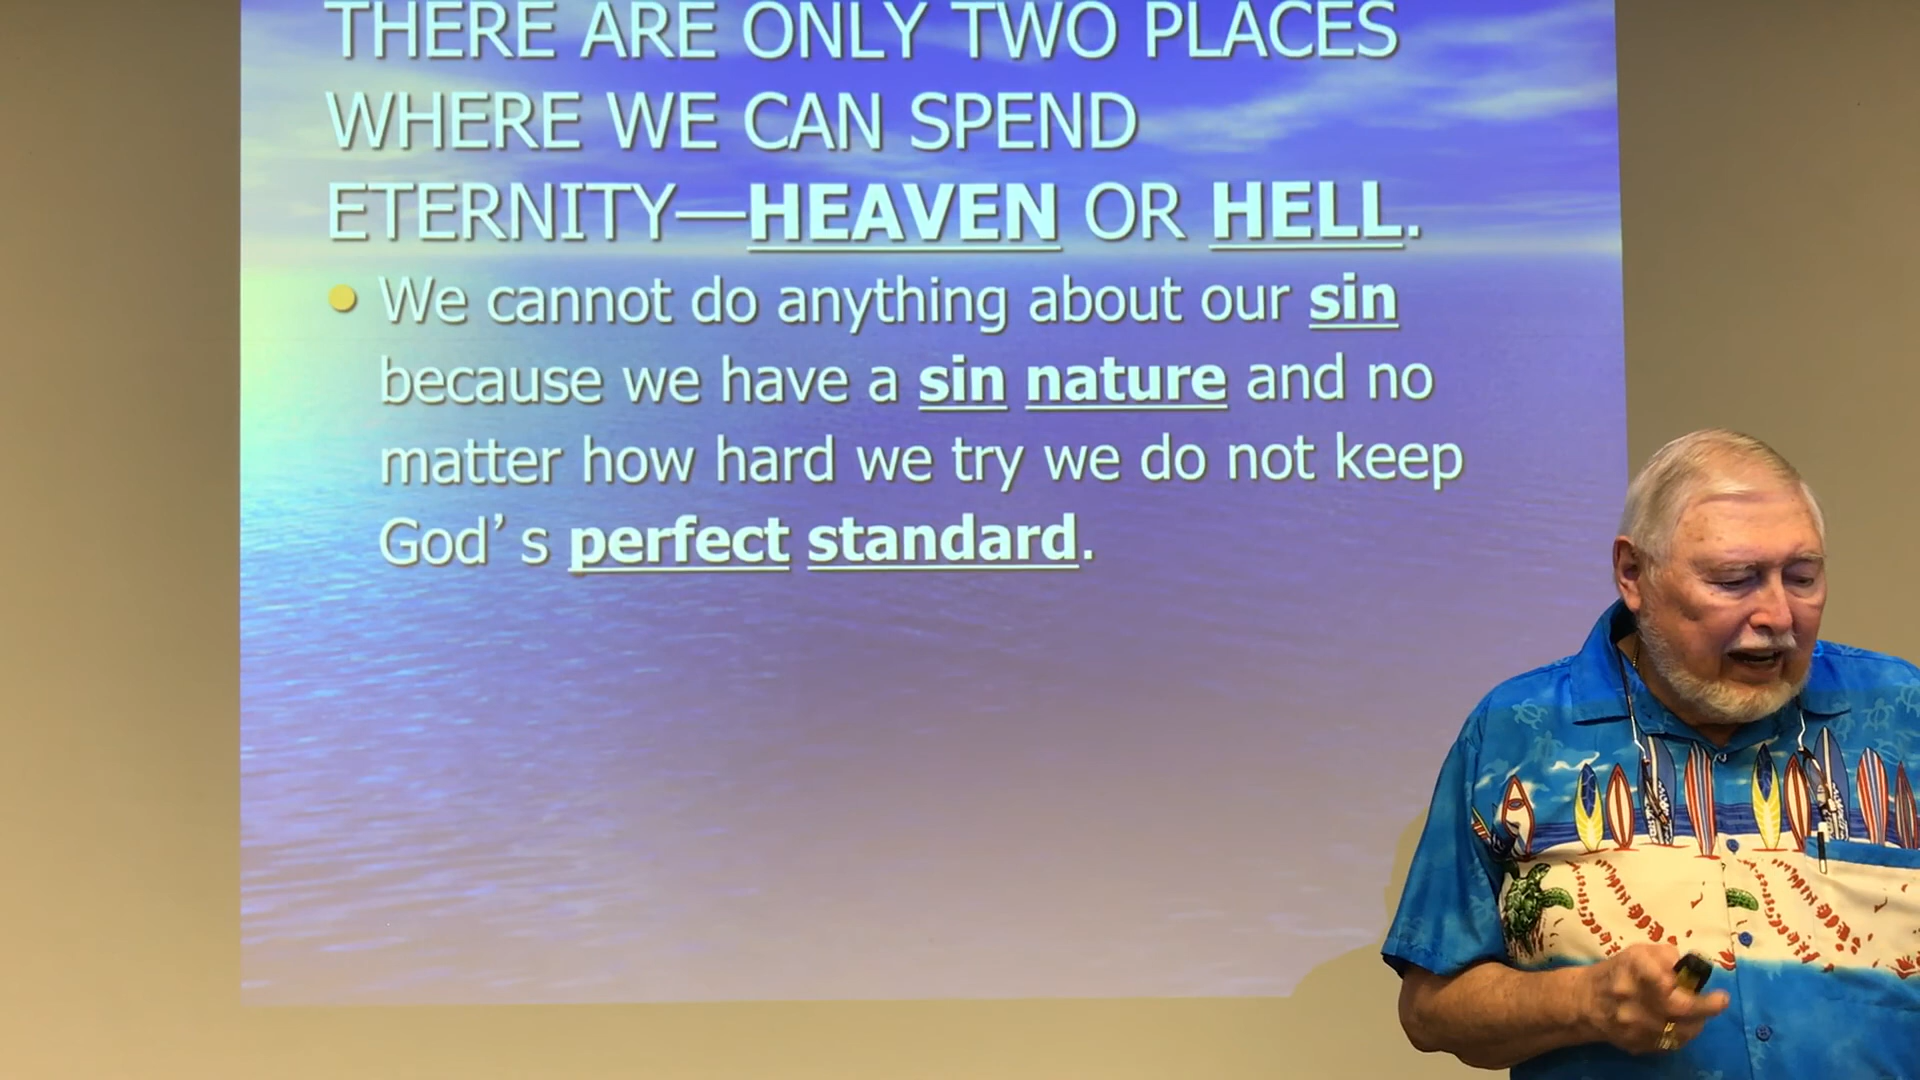 THERE ARE ONLY TWO PLACES
WHERE WE CAN SPEND
ETERNITY—HEAVEN OR HELL.
We cannot do anything about our sin
because we have a sin nature and no
matter how hard we try we do not keep
God’s perfect standard.